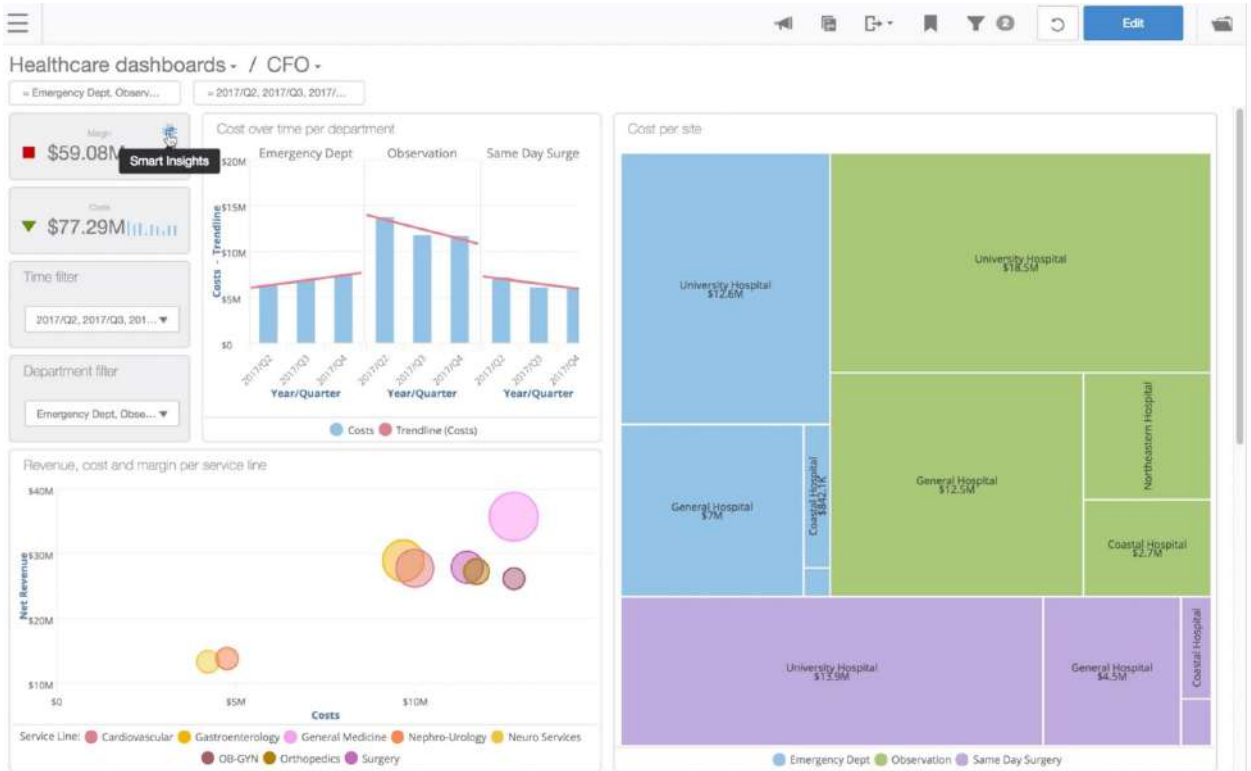 2
Edit
Healthcare dashboards / CFO
= Emergency Dept, Observ...
= 2017/Q2, 2017/Q3, 2017/...
Margin
$59.08M
Smart Insights
Costs
$77.29M
Time filter
2017/Q2, 2017/Q3, 201...
Department filter
Emergency Dept, Obse...
Cost over time per department
Emergency Dept Observation Same Day Surge
Costs - Trendline
$20M
$15M
$10M
$5M
$0
2017/Q2 2017/Q3 2017/Q4 2017/Q2 2017/Q3 2017/Q4 2017/Q2 2017/Q3 2017/Q4
Year/Quarter Year/Quarter Year/Quarter
Costs Trendline (Costs)
Cost per site
University Hospital
$12.6M
University Hospital
$18.5M
General Hospital
$7M
Coastal Hospital
$842.1K
General Hospital
$12.5M
Northeastern Hospital
Coastal Hospital
$2.7M
University Hospital
$13.9M
General Hospital
$4.5M
Coastal Hospital
Emergency Dept Observation Same Day Surgery
Revenue, cost and margin per service line
Net Revenue
$40M
$30M
$20M
$10M
$0 $5M $10M
Costs
Service Line: Cardiovascular Gastroenterology General Medicine Nephro-Urology Neuro Services
OB-GYN Orthopedics Surgery